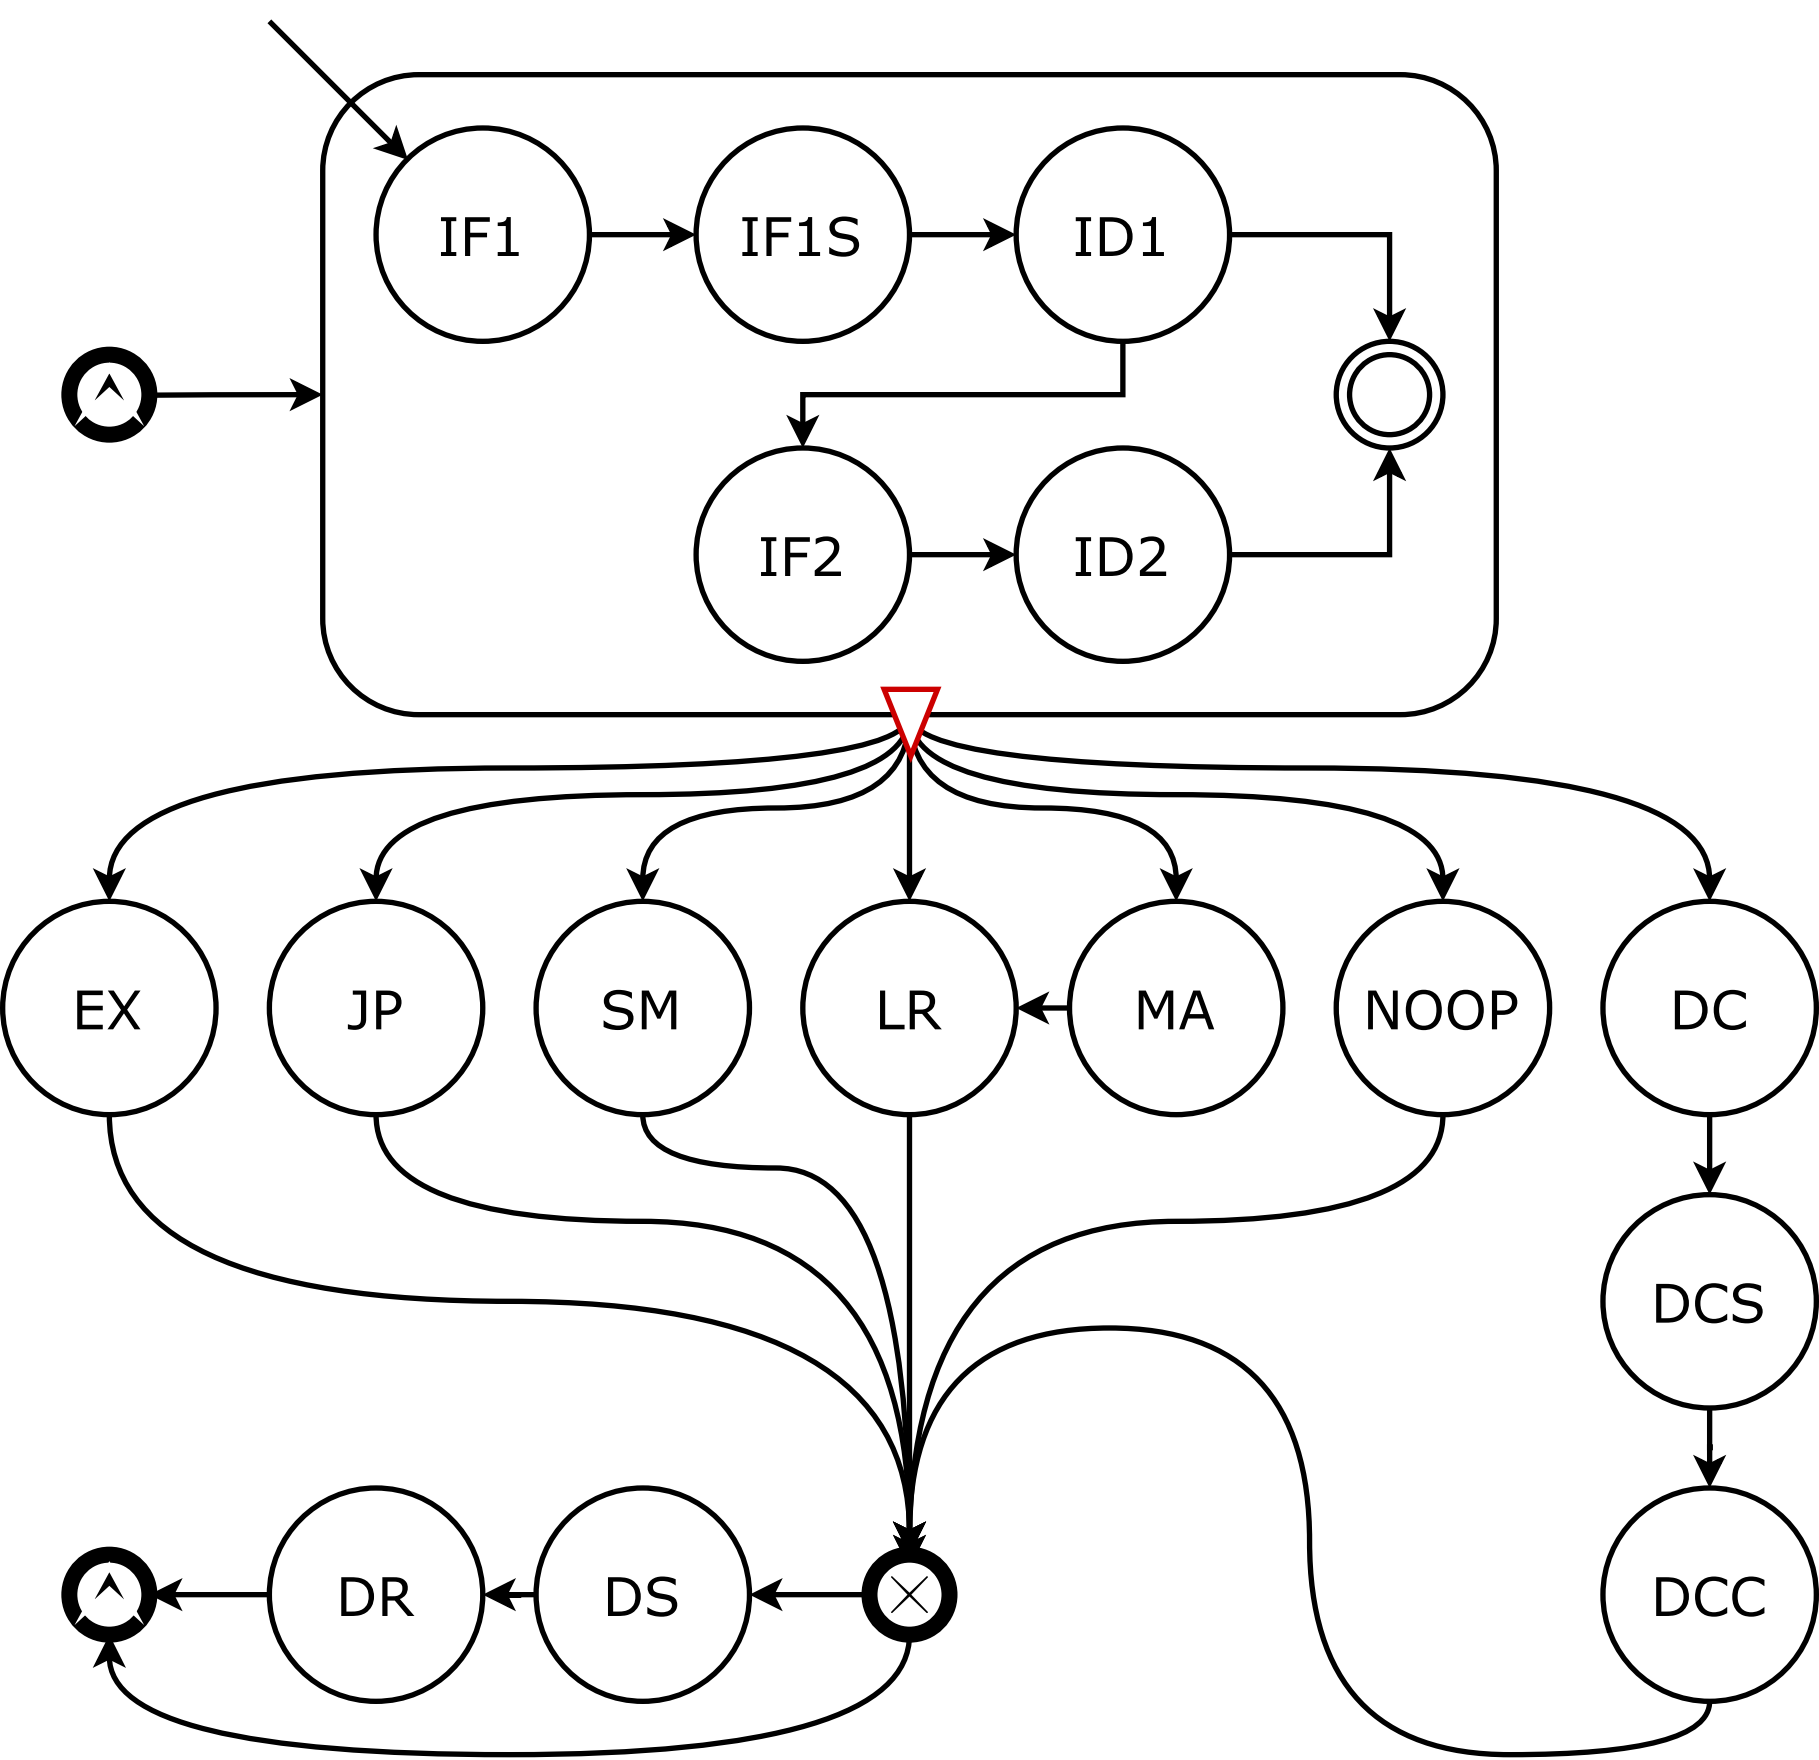 IF1
IF1S
ID1
IF2
ID2
EX
JP
SM
LR
MA
NOOP
DC
DCS
DR
DS
DCC